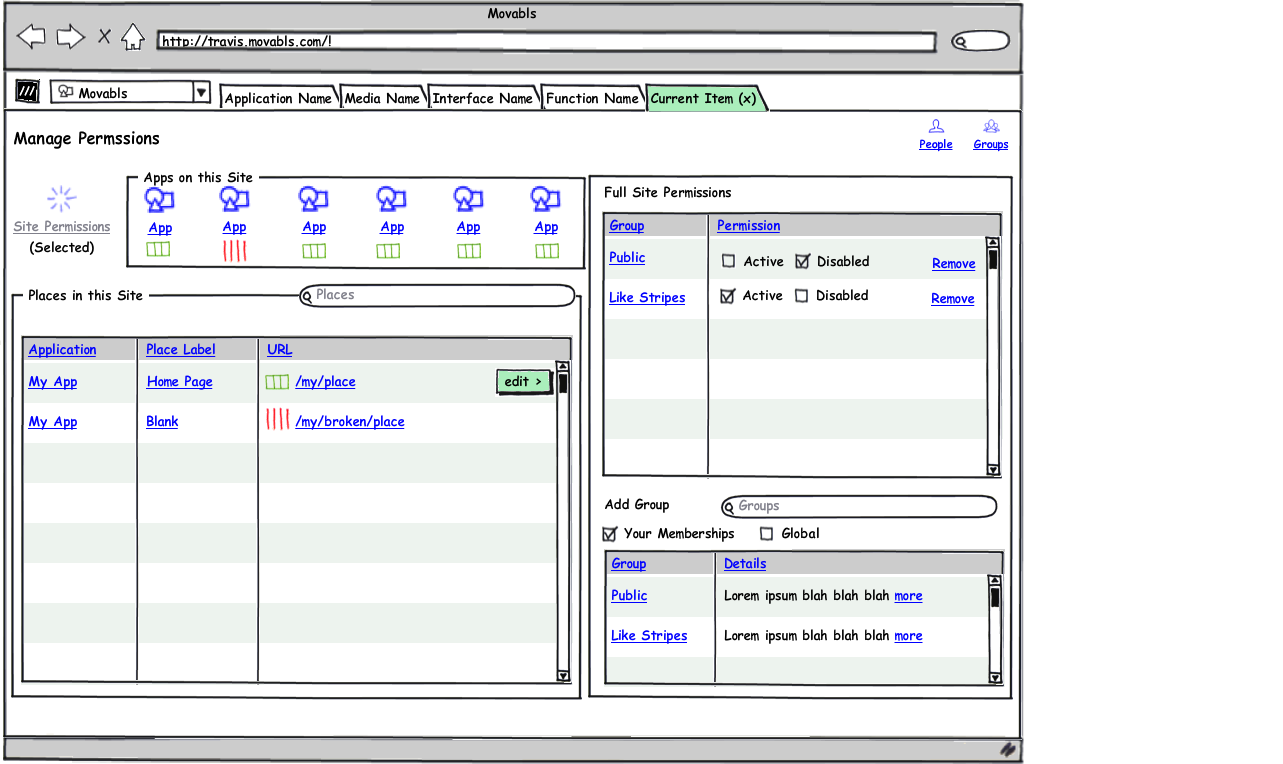 Movabls
http://travis.movabls.com/!
Movabls
Application Name
Media Name
Interface Name
Function Name
Current Item (x)
Manage Permssions
People
Groups
Site Permissions
(Selected)
Apps on this Site
App
App
App
App
App
App
Places in this Site
Places
Application
Place Label
URL
My App
Home Page
/my/place
edit >
My App
Blank
/my/broken/place
Full Site Permissions
Group
Permission
Public
Active
Disabled
Remove
Like Stripes
Active
Disabled
Remove
Add Group
Groups
Your Memberships
Global
Group
Details
Public
Lorem ipsum blah blah blah more
Like Stripes
Lorem ipsum blah blah blah more